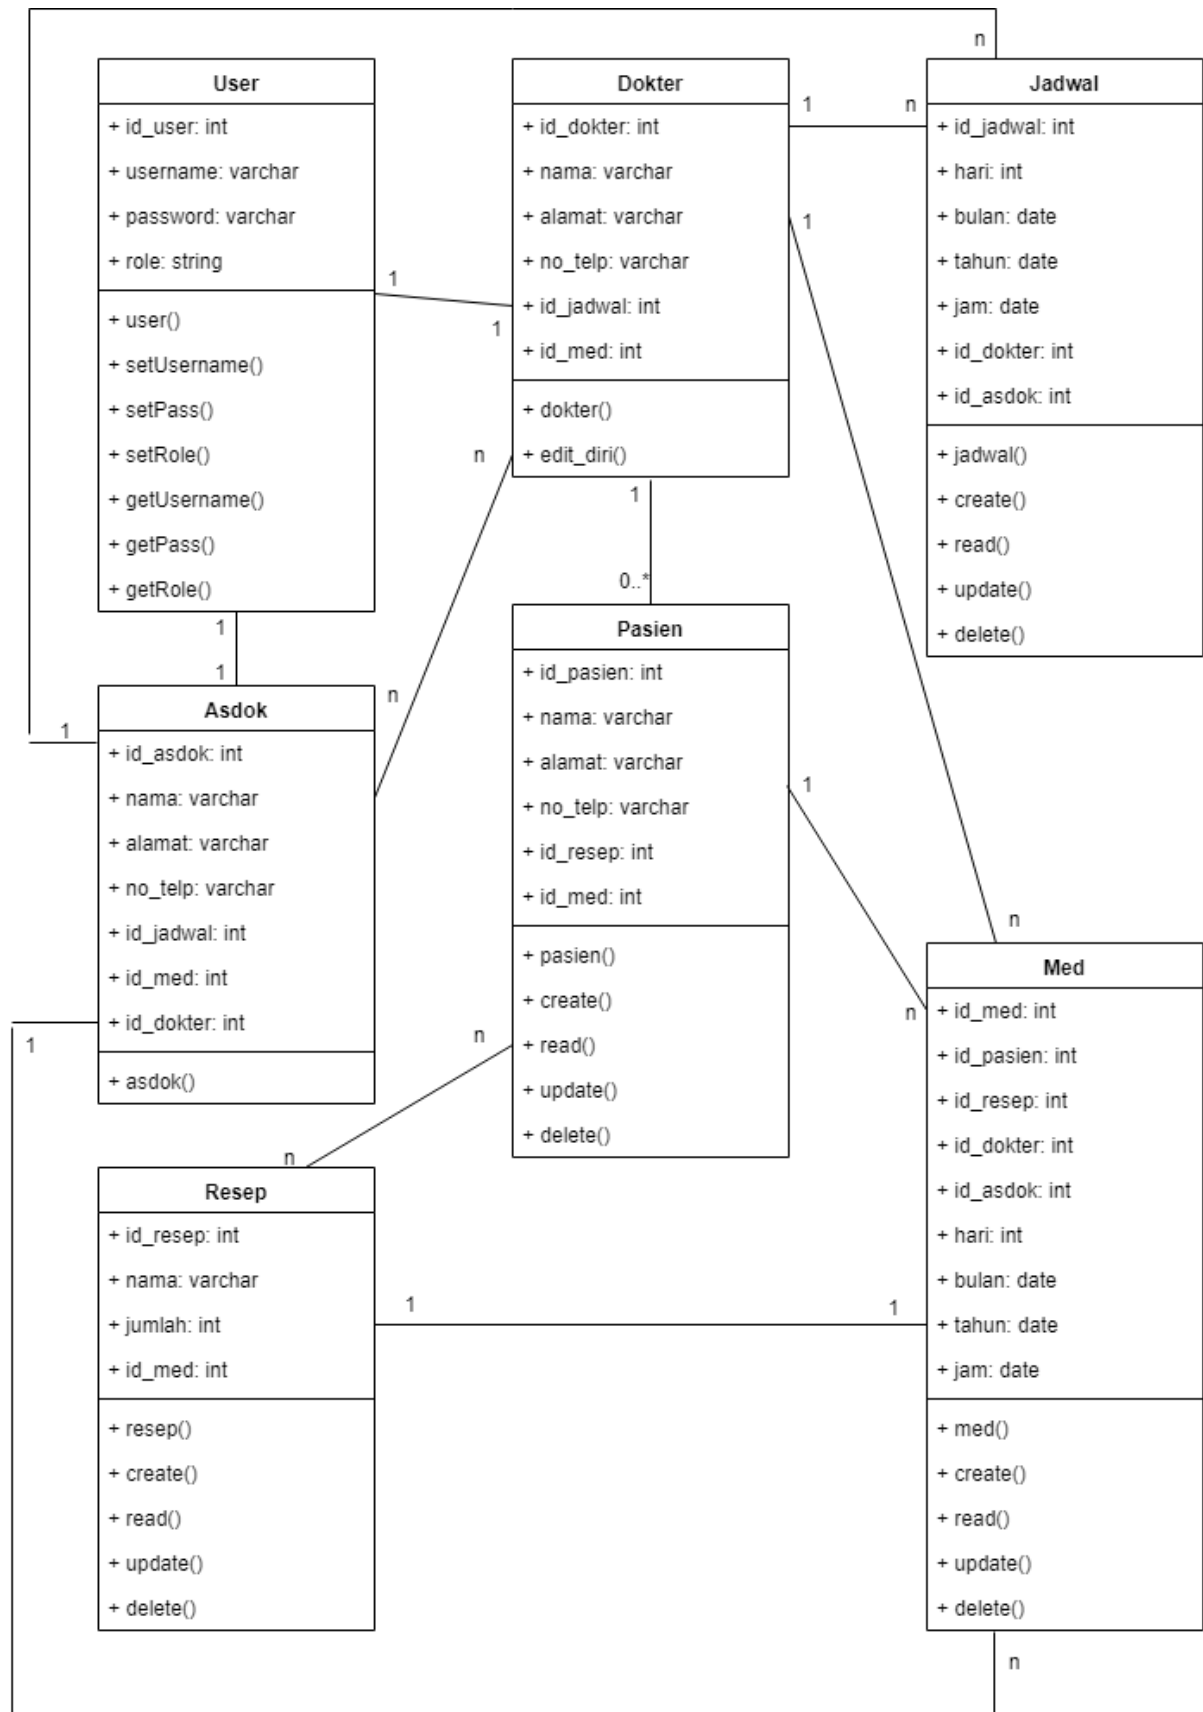 n
User
+ id_user: int
+ username: varchar
+ password: varchar
+ role: string
+ user()
+ setUsername()
+ setPass()
+ setRole()
+ getUsername()
+ getPass()
+ getRole()
1
1
Dokter
+ id_dokter: int
+ nama: varchar
+ alamat: varchar
+ no_telp: varchar
+ id_jadwal: int
+ id_med: int
+ dokter()
+ edit_diri()
1
n
1
Jadwal
+ id_jadwal: int
+ hari: int
+ bulan: date
+ tahun: date
+ jam: date
+ id_dokter: int
+ id_asdok: int
+ jadwal()
+ create()
+ read()
+ update()
+ delete()
n
n
1
0..*
1
1
1
Asdok
+ id_asdok: int
+ nama: varchar
+ alamat: varchar
+ no_telp: varchar
+ id_jadwal: int
+ id_med: int
+ id_dokter: int
+ asdok()
1
Pasien
+ id_pasien: int
+ nama: varchar
+ alamat: varchar
+ no_telp: varchar
+ id_resep: int
+ id_med: int
+ pasien()
+ create()
+ read()
+ update()
+ delete()
1
n
n
n
n
Med
+ id_med: int
+ id_pasien: int
+ id_resep: int
+ id_dokter: int
+ id_asdok: int
+ hari: int
+ bulan: date
+ tahun: date
+ jam: date
+ med()
+ create()
+ read()
+ update()
+ delete()
Resep
+ id_resep: int
+ nama: varchar
+ jumlah: int
+ id_med: int
+ resep()
+ create()
+ read()
+ update()
+ delete()
1
1
n